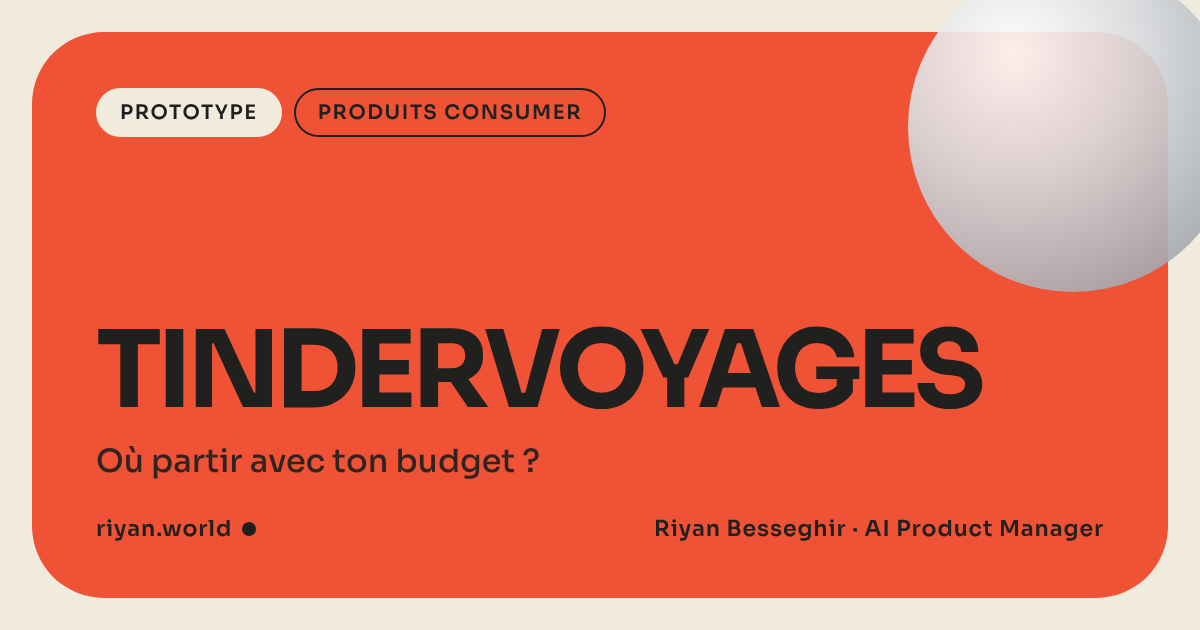 PROTOTYPE
PRODUITS CONSUMER
TINDERVOYAGES
Où partir avec ton budget ?
riyan.world
Riyan Besseghir · AI Product Manager